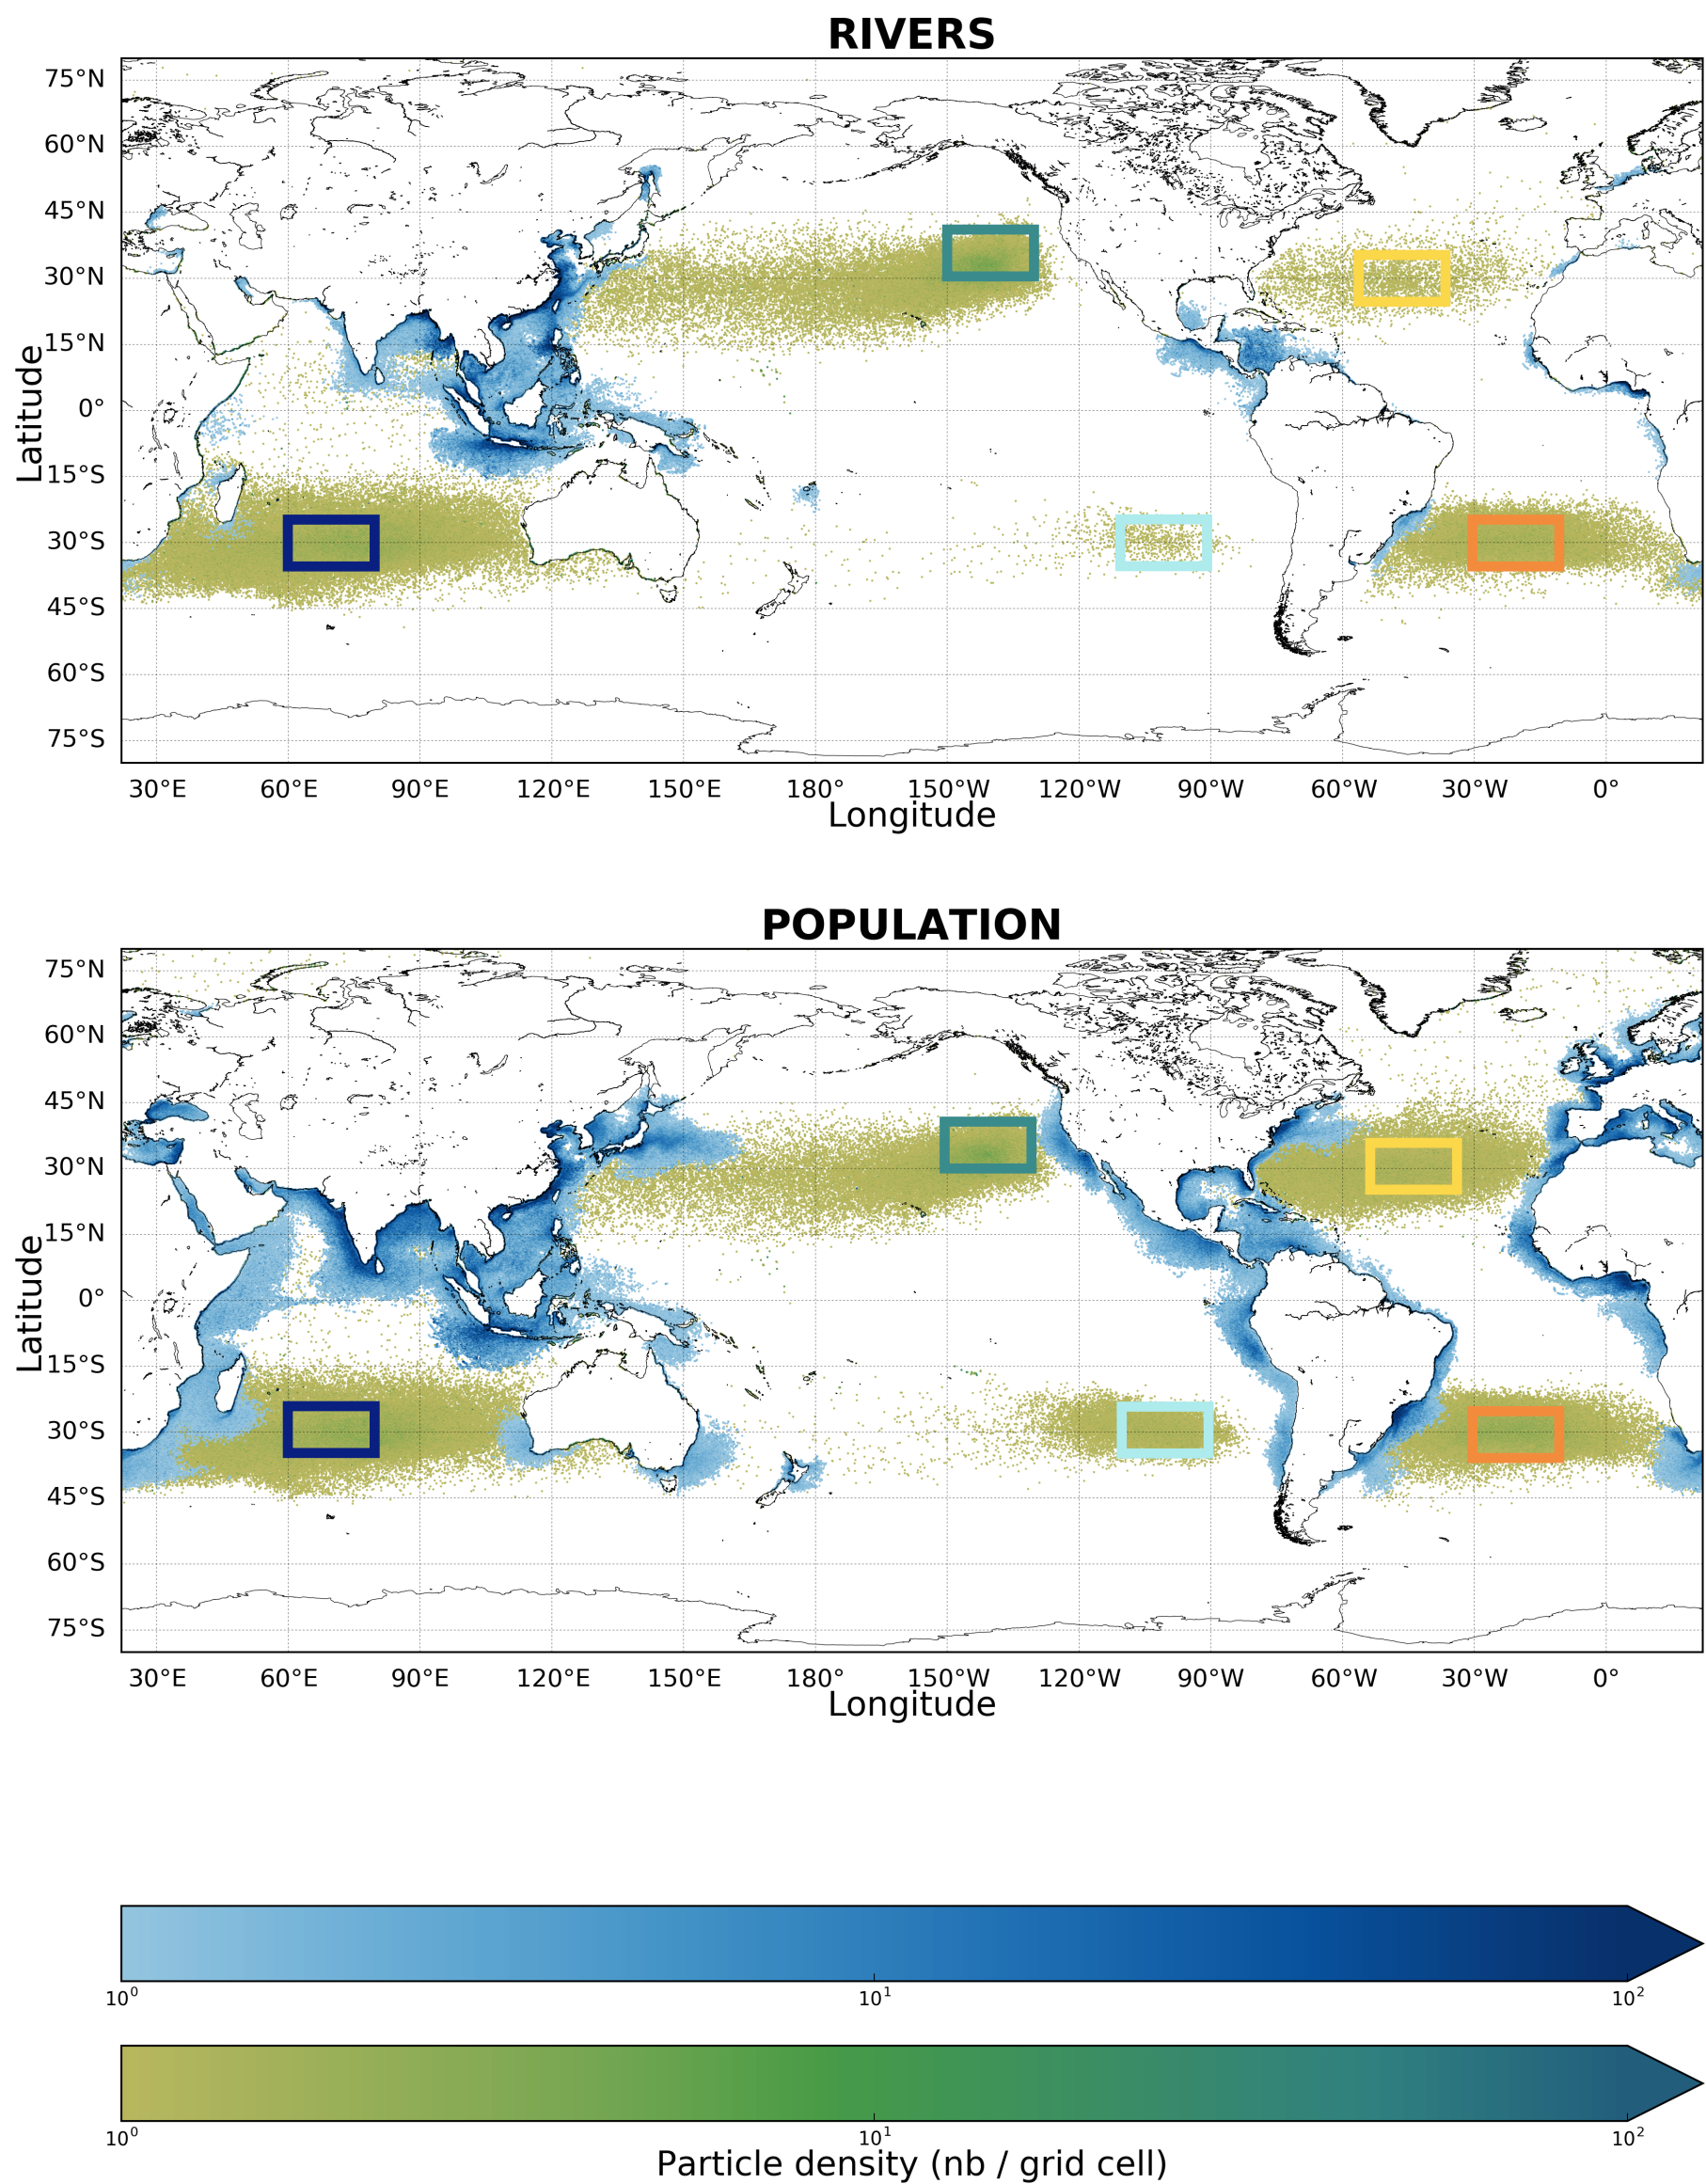 RIVERS
75°N
60°N
45°N
30°N
15°N
0°
15°S
30°S
45°S
60°S
75°S
Latitude
30°E 60°E 90°E 120°E 150°E 180° 150°W 120°W 90°W 60°W 30°W 0°
Longitude
POPULATION
75°N
60°N
45°N
30°N
15°N
0°
15°S
30°S
45°S
60°S
75°S
Latitude
30°E 60°E 90°E 120°E 150°E 180° 150°W 120°W 90°W 60°W 30°W 0°
Longitude
10⁰ 10¹ 10²
10⁰ 10¹ 10²
Particle density (nb / grid cell)